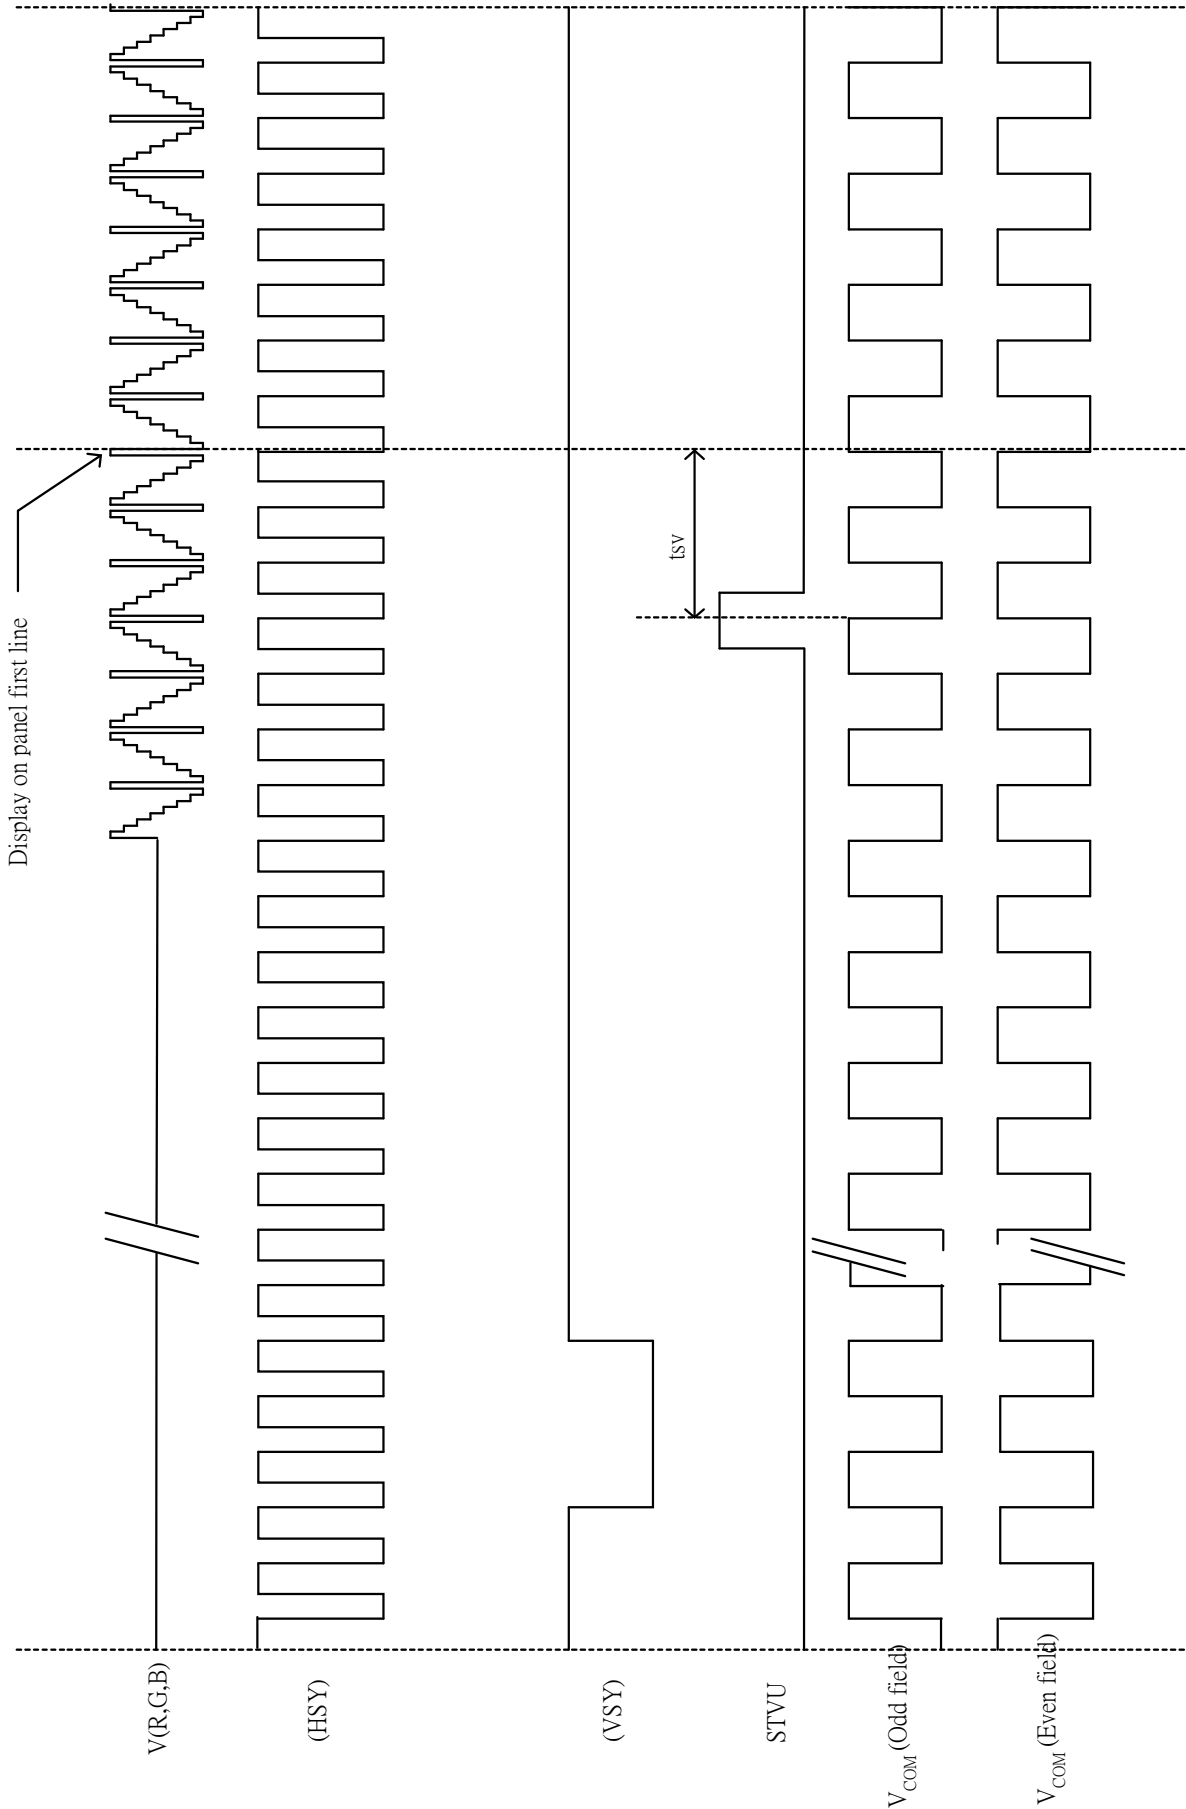 Display on panel first line
tsv
V(R,G,B)
(HSY)
(VSY)
STVU
VCOM (Odd field)
VCOM (Even field)